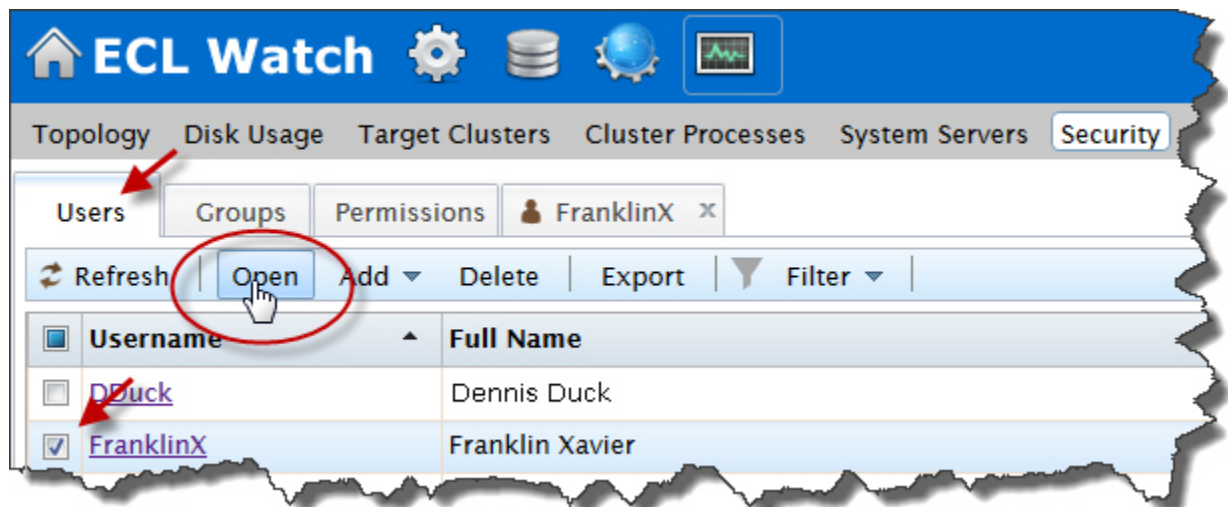 ECL Watch
Topology Disk Usage Target Clusters Cluster Processes System Servers Security
Users Groups Permissions FranklinX x
Refresh Open Add Delete Export Filter
Username Full Name
DDuck Dennis Duck
FranklinX Franklin Xavier